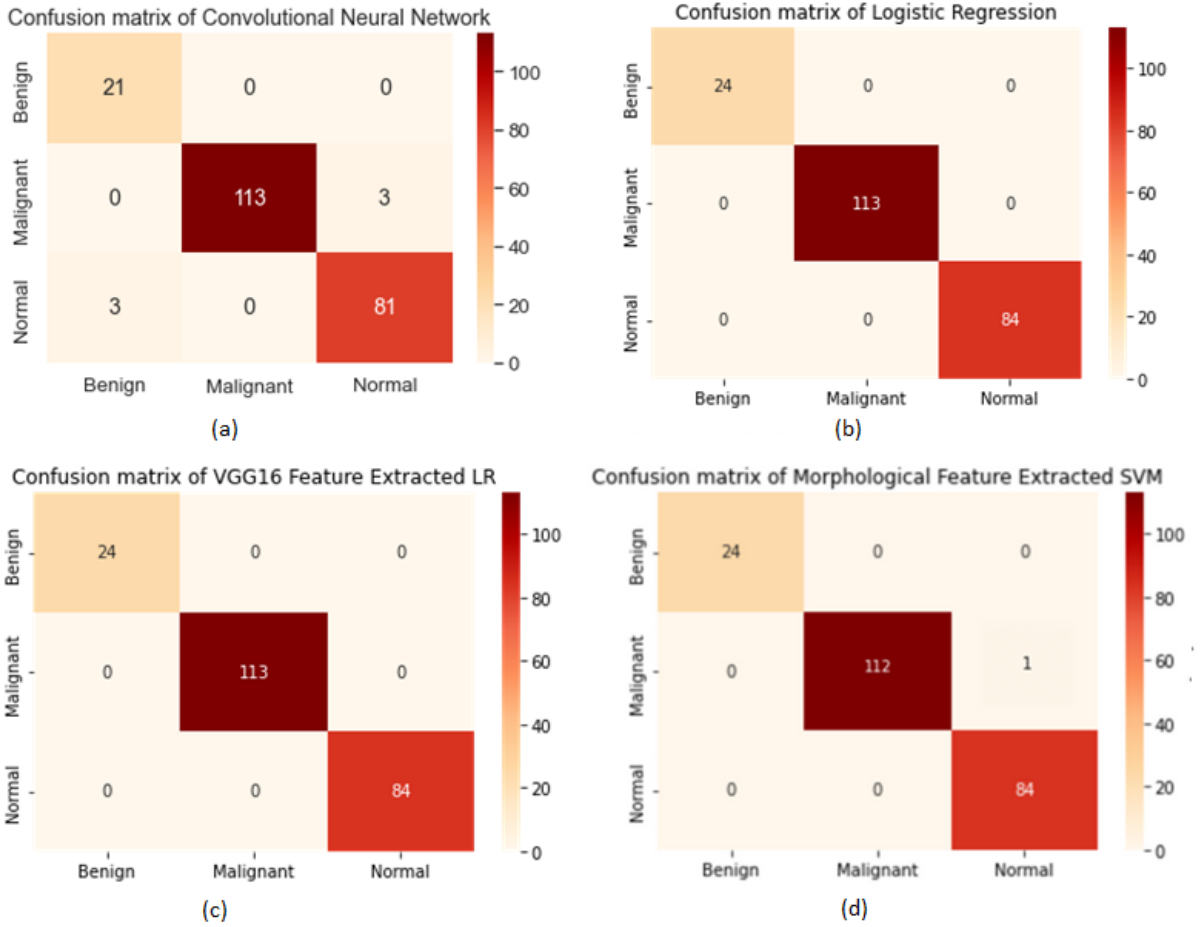 Confusion matrix of Convolutional Neural Network
Benign 21 0 0
Malignant 0 113 3
Normal 3 0 81
Benign Malignant Normal
100
80
60
40
20
0
(a)
Confusion matrix of Logistic Regression
Benign 24 0 0
Malignant 0 113 0
Normal 0 0 84
Benign Malignant Normal
100
80
60
40
20
0
(b)
Confusion matrix of VGG16 Feature Extracted LR
Benign 24 0 0
Malignant 0 113 0
Normal 0 0 84
Benign Malignant Normal
100
80
60
40
20
0
(c)
Confusion matrix of Morphological Feature Extracted SVM
Benign 24 0 0
Malignant 0 112 1
Normal 0 0 84
Benign Malignant Normal
100
80
60
40
20
0
(d)